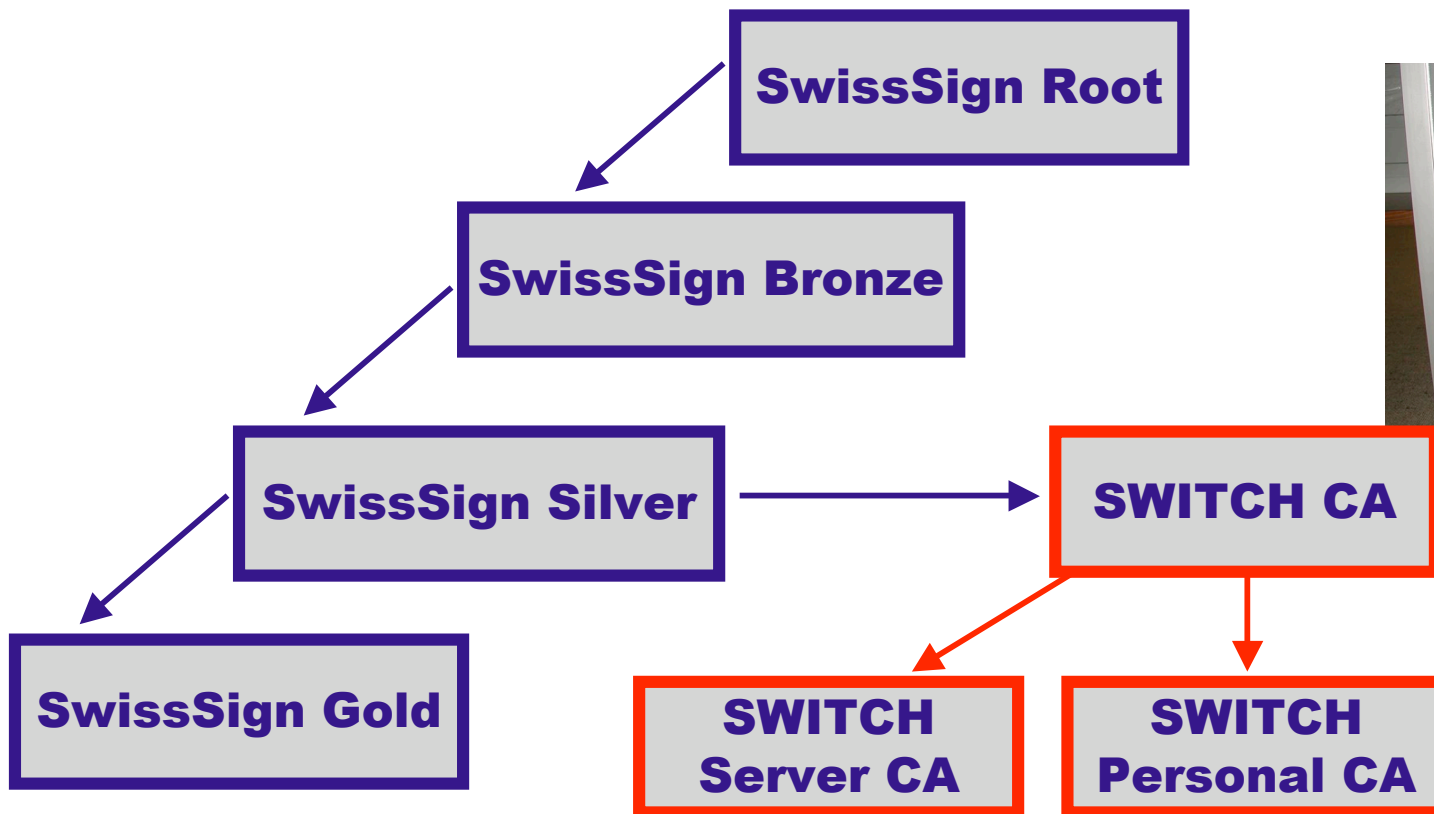 SwissSign Root
SwissSign Bronze
SwissSign Silver
SWITCH CA
SwissSign Gold
SWITCH
Server CA
SWITCH
Personal CA